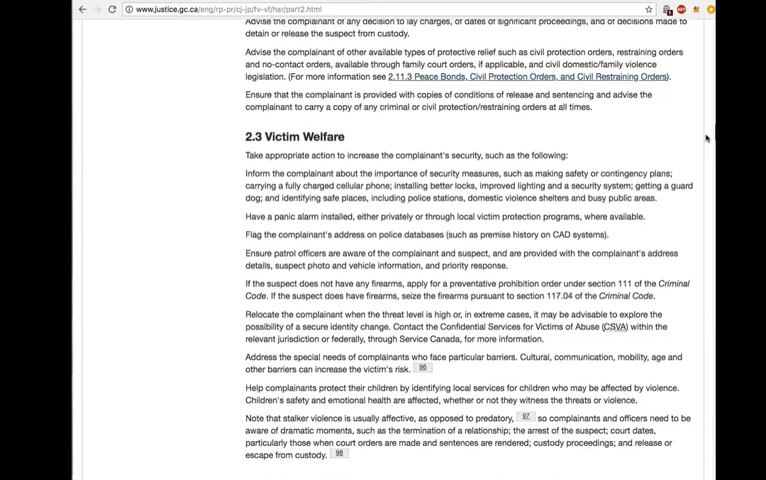 www.justice.gc.ca/eng/rp-pr/cj-jp/fv-vf/har/part2.html
Advise the complainant of any decision to lay charges, of dates of significant proceedings, and of decisions made to
detain or release the suspect from custody.
Advise the complainant of other available types of protective relief such as civil protection orders, restraining orders
and no-contact orders, available through family court orders, if applicable, and civil domestic/family violence
legislation. (For more information see 2.11.3 Peace Bonds, Civil Protection Orders, and Civil Restraining Orders).
Ensure that the complainant is provided with copies of conditions of release and sentencing and advise the
complainant to carry a copy of any criminal or civil protection/restraining orders at all times.
2.3 Victim Welfare
Take appropriate action to increase the complainant's security, such as the following:
Inform the complainant about the importance of security measures, such as making safety or contingency plans;
carrying a fully charged cellular phone; installing better locks, improved lighting and a security system; getting a guard
dog; and identifying safe places, including police stations, domestic violence shelters and busy public areas.
Have a panic alarm installed, either privately or through local victim protection programs, where available.
Flag the complainant's address on police databases (such as premise history on CAD systems).
Ensure patrol officers are aware of the complainant and suspect, and are provided with the complainant's address
details, suspect photo and vehicle information, and priority response.
If the suspect does not have any firearms, apply for a preventative prohibition order under section 111 of the Criminal
Code. If the suspect does have firearms, seize the firearms pursuant to section 117.04 of the Criminal Code.
Relocate the complainant when the threat level is high or, in extreme cases, it may be advisable to explore the
possibility of a secure identity change. Contact the Confidential Services for Victims of Abuse (CSVA) within the
relevant jurisdiction or federally, through Service Canada, for more information.
Address the special needs of complainants who face particular barriers. Cultural, communication, mobility, age and
other barriers can increase the victim's risk. 96
Help complainants protect their children by identifying local services for children who may be affected by violence.
Children's safety and emotional health are affected, whether or not they witness the threats or violence.
Note that stalker violence is usually affective, as opposed to predatory, 97 so complainants and officers need to be
aware of dramatic moments, such as the termination of a relationship; the arrest of the suspect; court dates,
particularly those when court orders are made and sentences are rendered; custody proceedings; and release or
escape from custody. 98